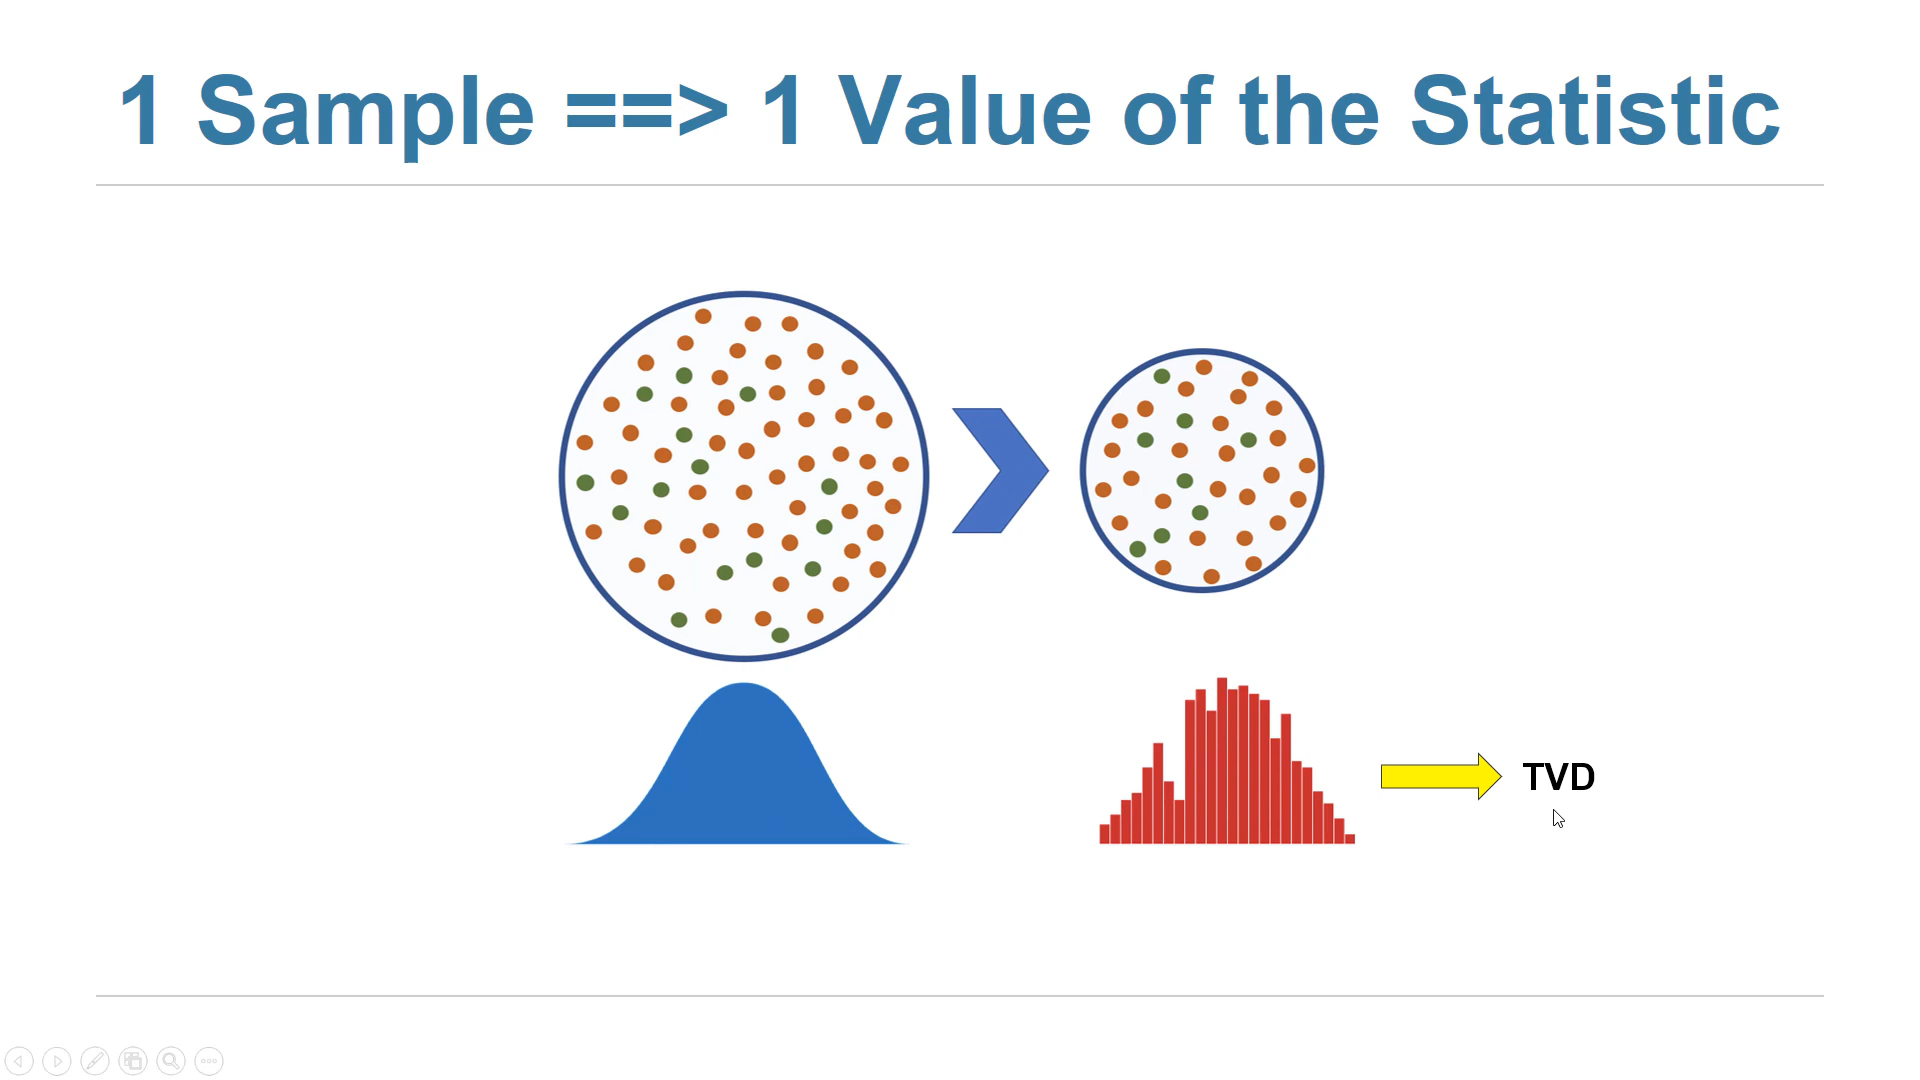 1 Sample ==> 1 Value of the Statistic
TVD